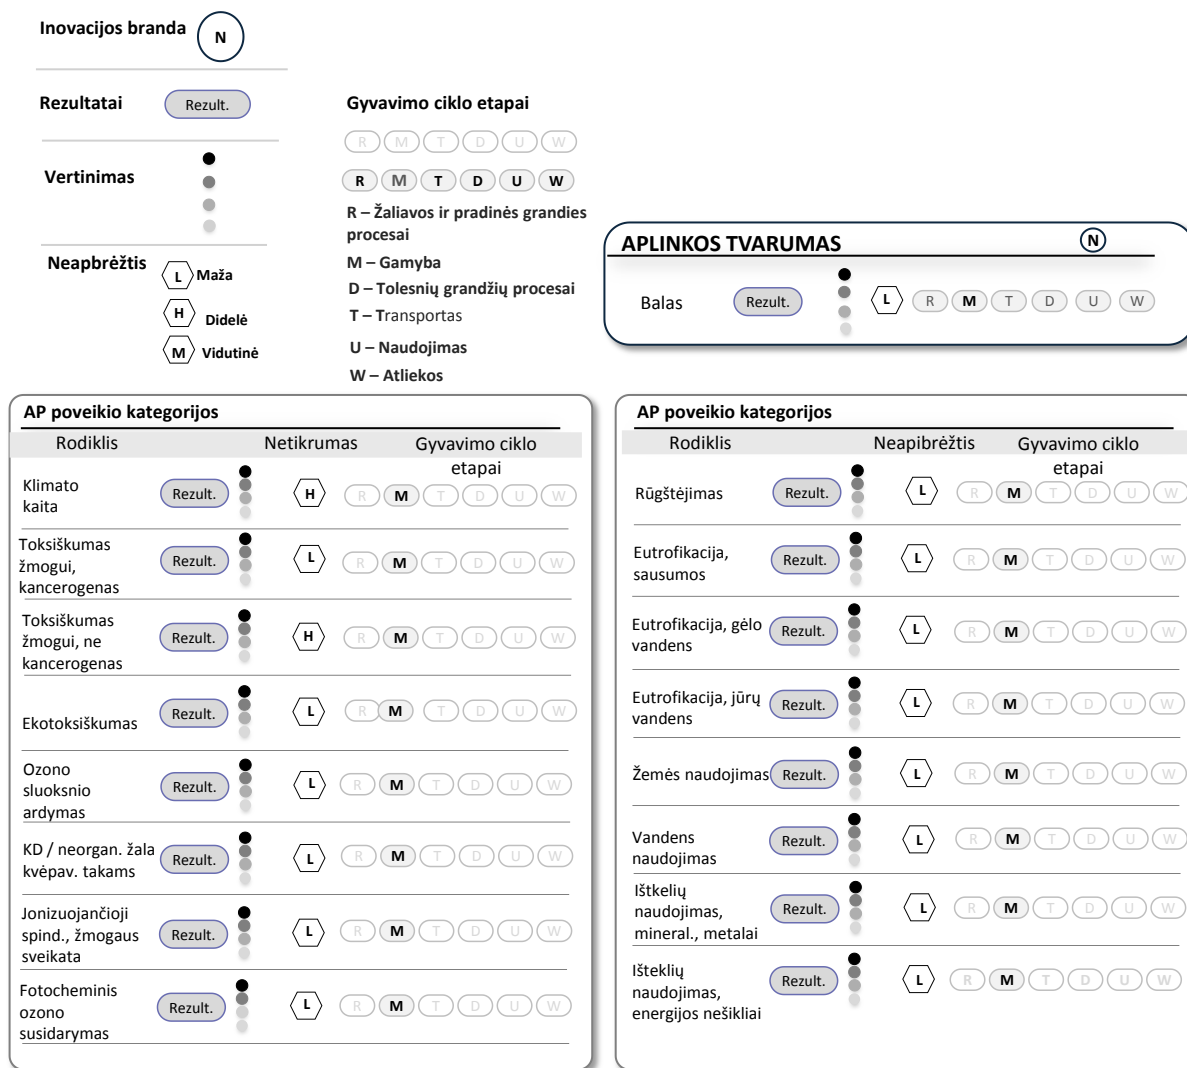 Inovacijos branda
N
Rezultatai
Rezult.
Vertinimas
Neapbrėžtis
L Maža
H Didelė
M Vidutinė
Gyvavimo ciklo etapai
R M T D U W
R M T D U W
R – Žaliavos ir pradinės grandies
procesai
M – Gamyba
D – Tolesnių grandžių procesai
T – Transportas
U – Naudojimas
W – Atliekos
APLINKOS TVARUMAS
N
Balas
Rezult.
L
R M T D U W
AP poveikio kategorijos
Rodiklis Netikrumas Gyvavimo ciklo
etapai
Klimato
kaita
Rezult. H R M T D U W
Toksiškumas
žmogui,
kancerogenas
Rezult. L R M T D U W
Toksiškumas
žmogui, ne
kancerogenas
Rezult. H R M T D U W
Ekotoksiškumas
Rezult. L R M T D U W
Ozono
sluoksnio
ardymas
Rezult. L R M T D U W
KD / neorgan. žala
kvėpav. takams
Rezult. L R M T D U W
Jonizuojančioji
spind., žmogaus
sveikata
Rezult. L R M T D U W
Fotocheminis
ozono
susidarymas
Rezult. L R M T D U W
AP poveikio kategorijos
Rodiklis Neapibrėžtis Gyvavimo ciklo
etapai
Rūgštėjimas
Rezult. L R M T D U W
Eutrofikacija,
sausumos
Rezult. L R M T D U W
Eutrofikacija, gėlo
vandens
Rezult. L R M T D U W
Eutrofikacija, jūrų
vandens
Rezult. L R M T D U W
Žemės naudojimas
Rezult. L R M T D U W
Vandens
naudojimas
Rezult. L R M T D U W
Ištkelių
naudojimas,
mineral., metalai
Rezult. L R M T D U W
Išteklių
naudojimas,
energijos nešikliai
Rezult. L R M T D U W